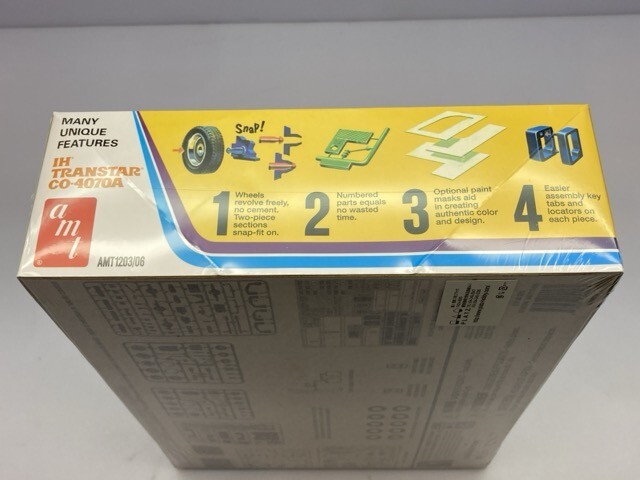 MANY
UNIQUE
FEATURES
IH
TRANSTAR
CO-4070A
amt
AMT1203/06
Snap!
1
Wheels
revolve freely,
no cement.
Two-piece
sections
snap-fit on.
2
Numbered
parts equals
no wasted
time.
3
Optional paint
masks aid
in creating
authentic color
and design.
4
Easier
assembly key
tabs and
locators on
each piece.